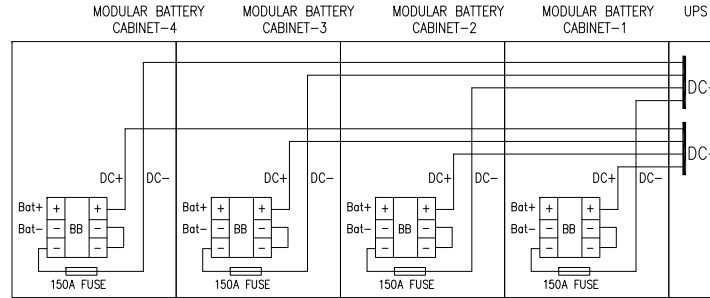 MODULAR BATTERY CABINET-4
MODULAR BATTERY CABINET-3
MODULAR BATTERY CABINET-2
MODULAR BATTERY CABINET-1
UPS
DC-
DC-
DC+ DC-
DC+ DC-
DC+ DC-
DC+ DC-
Bat+ + +
Bat- - BB -
- -
150A FUSE
Bat+ + +
Bat- - BB -
- -
150A FUSE
Bat+ + +
Bat- - BB -
- -
150A FUSE
Bat+ + +
Bat- - BB -
- -
150A FUSE